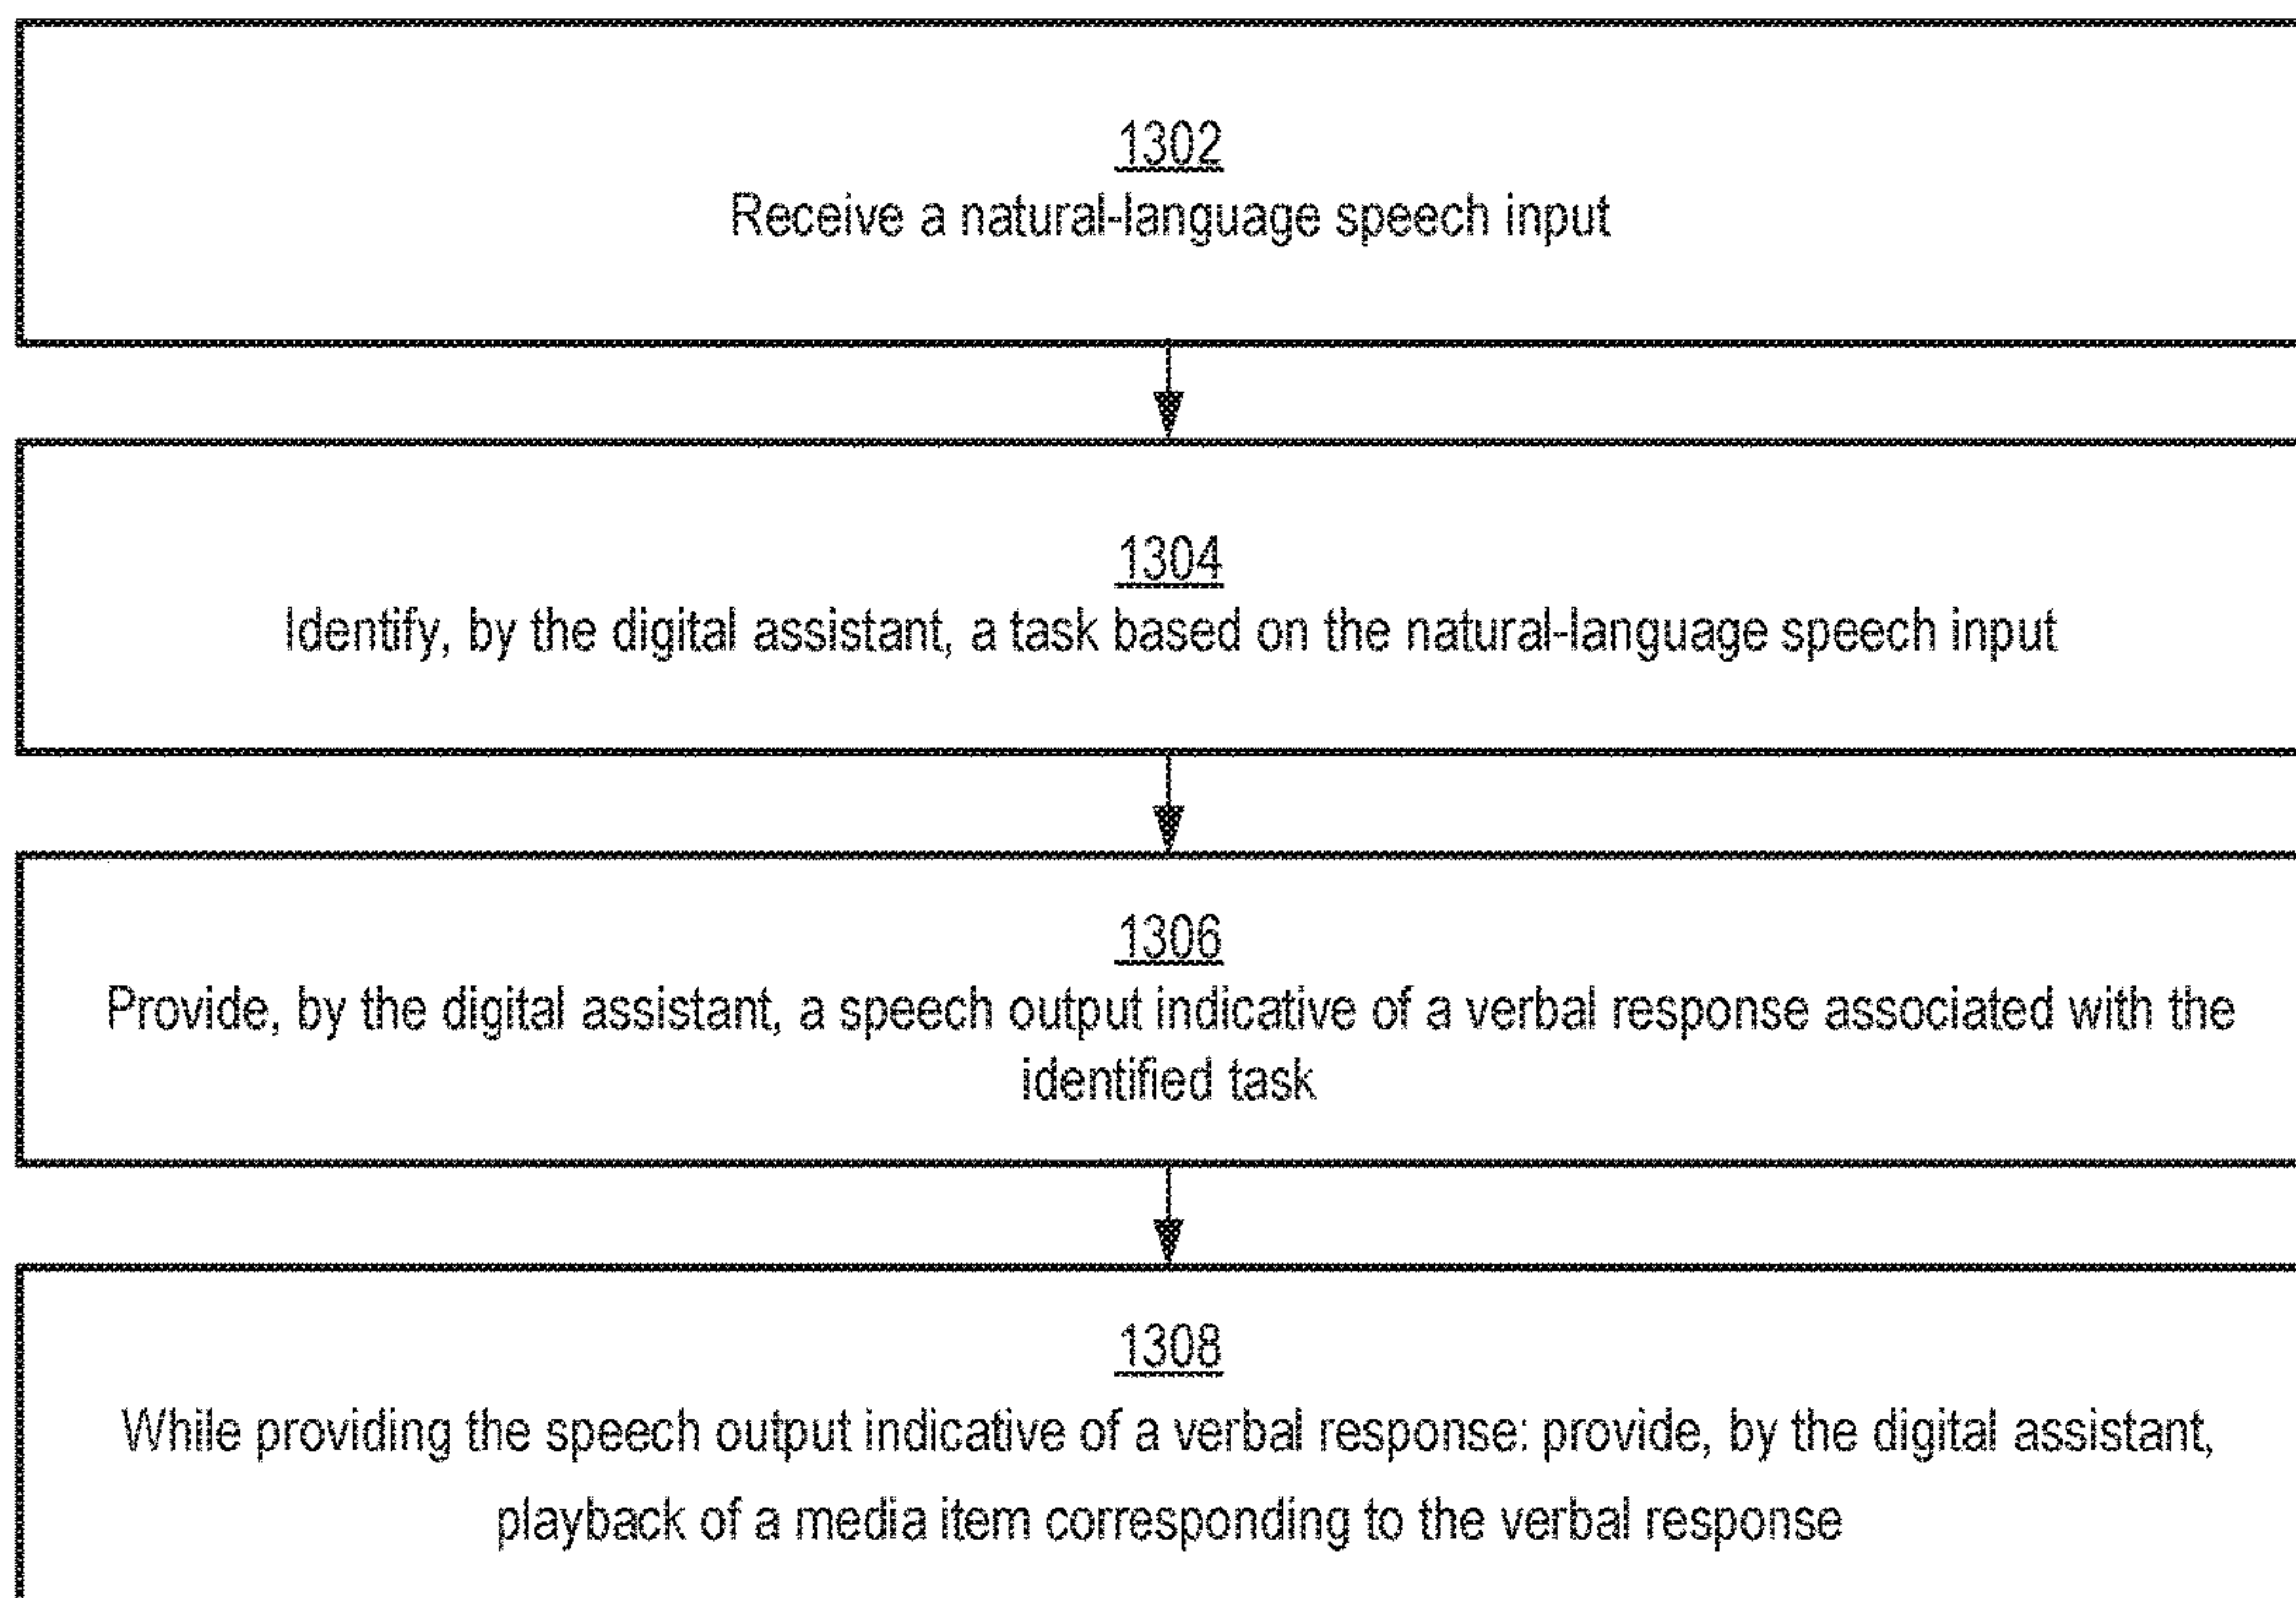 1302
Receive a natural-language speech input
1304
Identify, by the digital assistant, a task based on the natural-language speech input
1306
Provide, by the digital assistant, a speech output indicative of a verbal response associated with the
identified task
1308
While providing the speech output indicative of a verbal response: provide, by the digital assistant,
playback of a media item corresponding to the verbal response